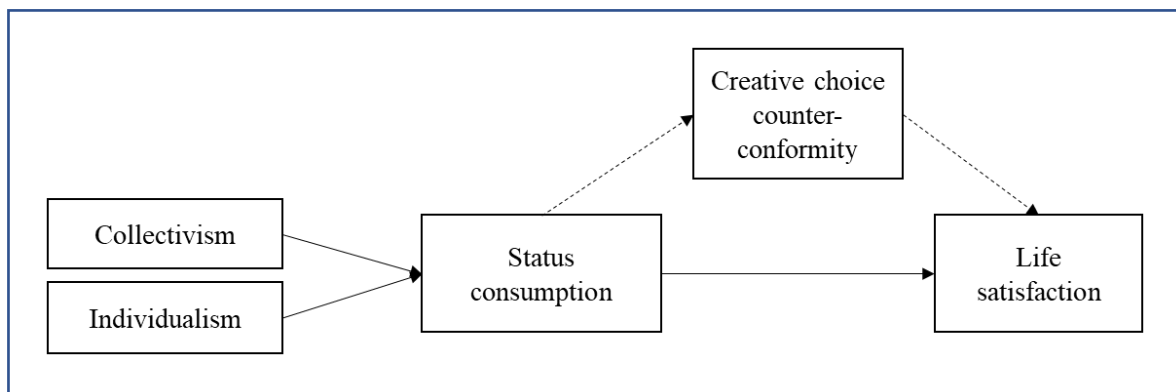 Creative choice
counter-
conformity
Collectivism
Individualism
Status
consumption
Life
satisfaction